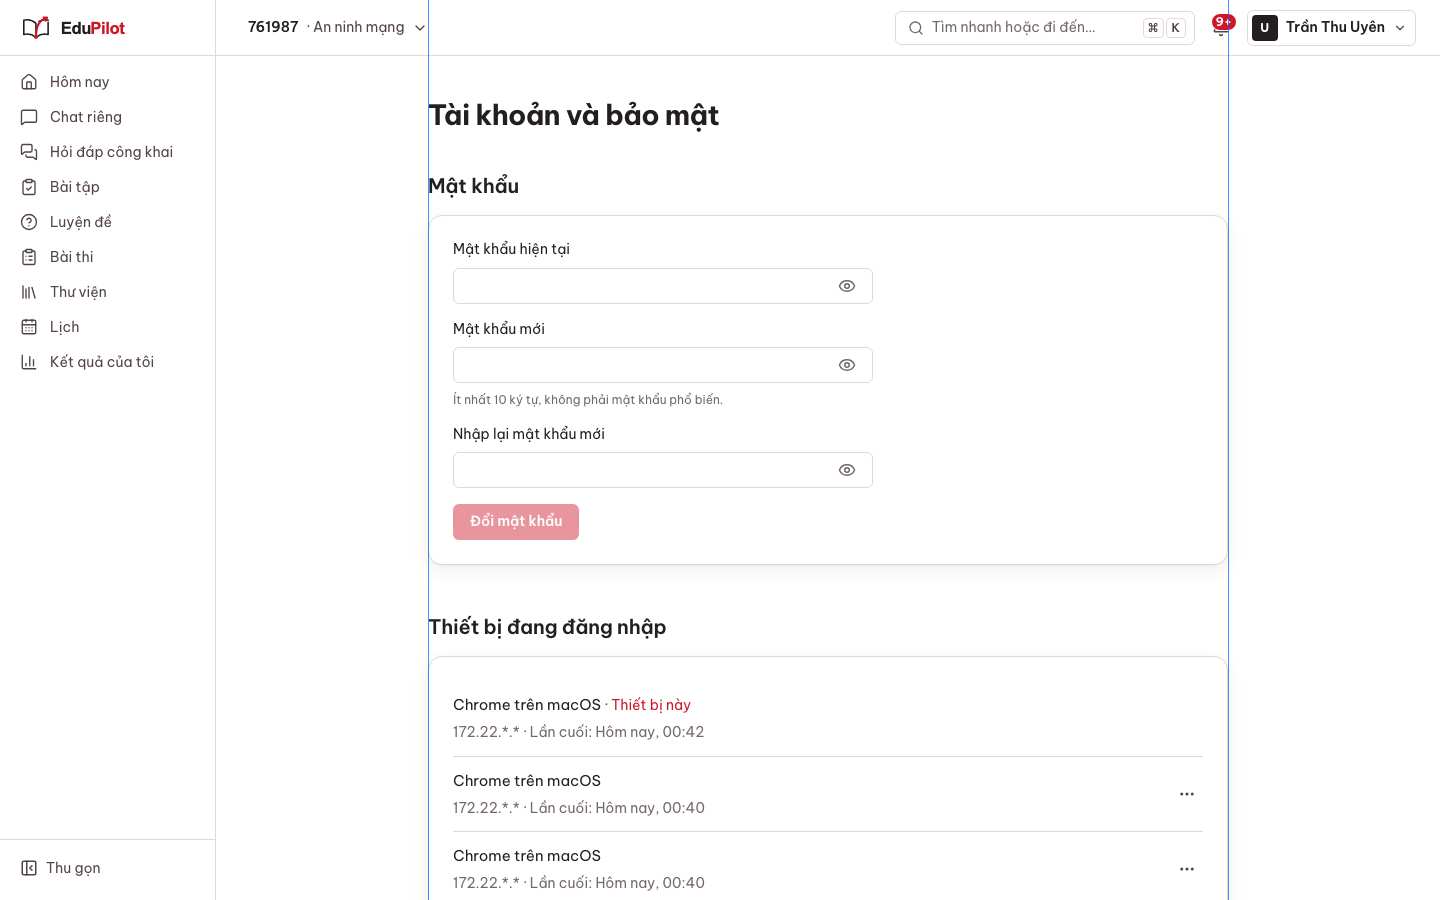 EduPilot
761987 · An ninh mạng
Tìm nhanh hoặc đi đến...
⌘ K
9+
U Trần Thu Uyên
Hôm nay
Chat riêng
Hỏi đáp công khai
Bài tập
Luyện đề
Bài thi
Thư viện
Lịch
Kết quả của tôi
Thu gọn
Tài khoản và bảo mật
Mật khẩu
Mật khẩu hiện tại
Mật khẩu mới
Ít nhất 10 ký tự, không phải mật khẩu phổ biến.
Nhập lại mật khẩu mới
Đổi mật khẩu
Thiết bị đang đăng nhập
Chrome trên macOS · Thiết bị này
172.22.*.* · Lần cuối: Hôm nay, 00:42
Chrome trên macOS
172.22.*.* · Lần cuối: Hôm nay, 00:40
Chrome trên macOS
172.22.*.* · Lần cuối: Hôm nay, 00:40